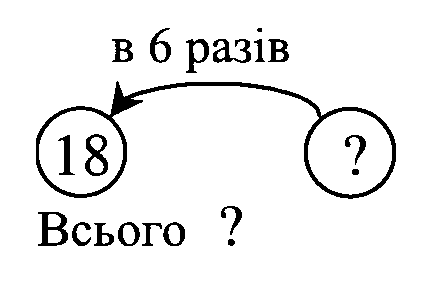 в 6 разів
18 ?
Всього ?